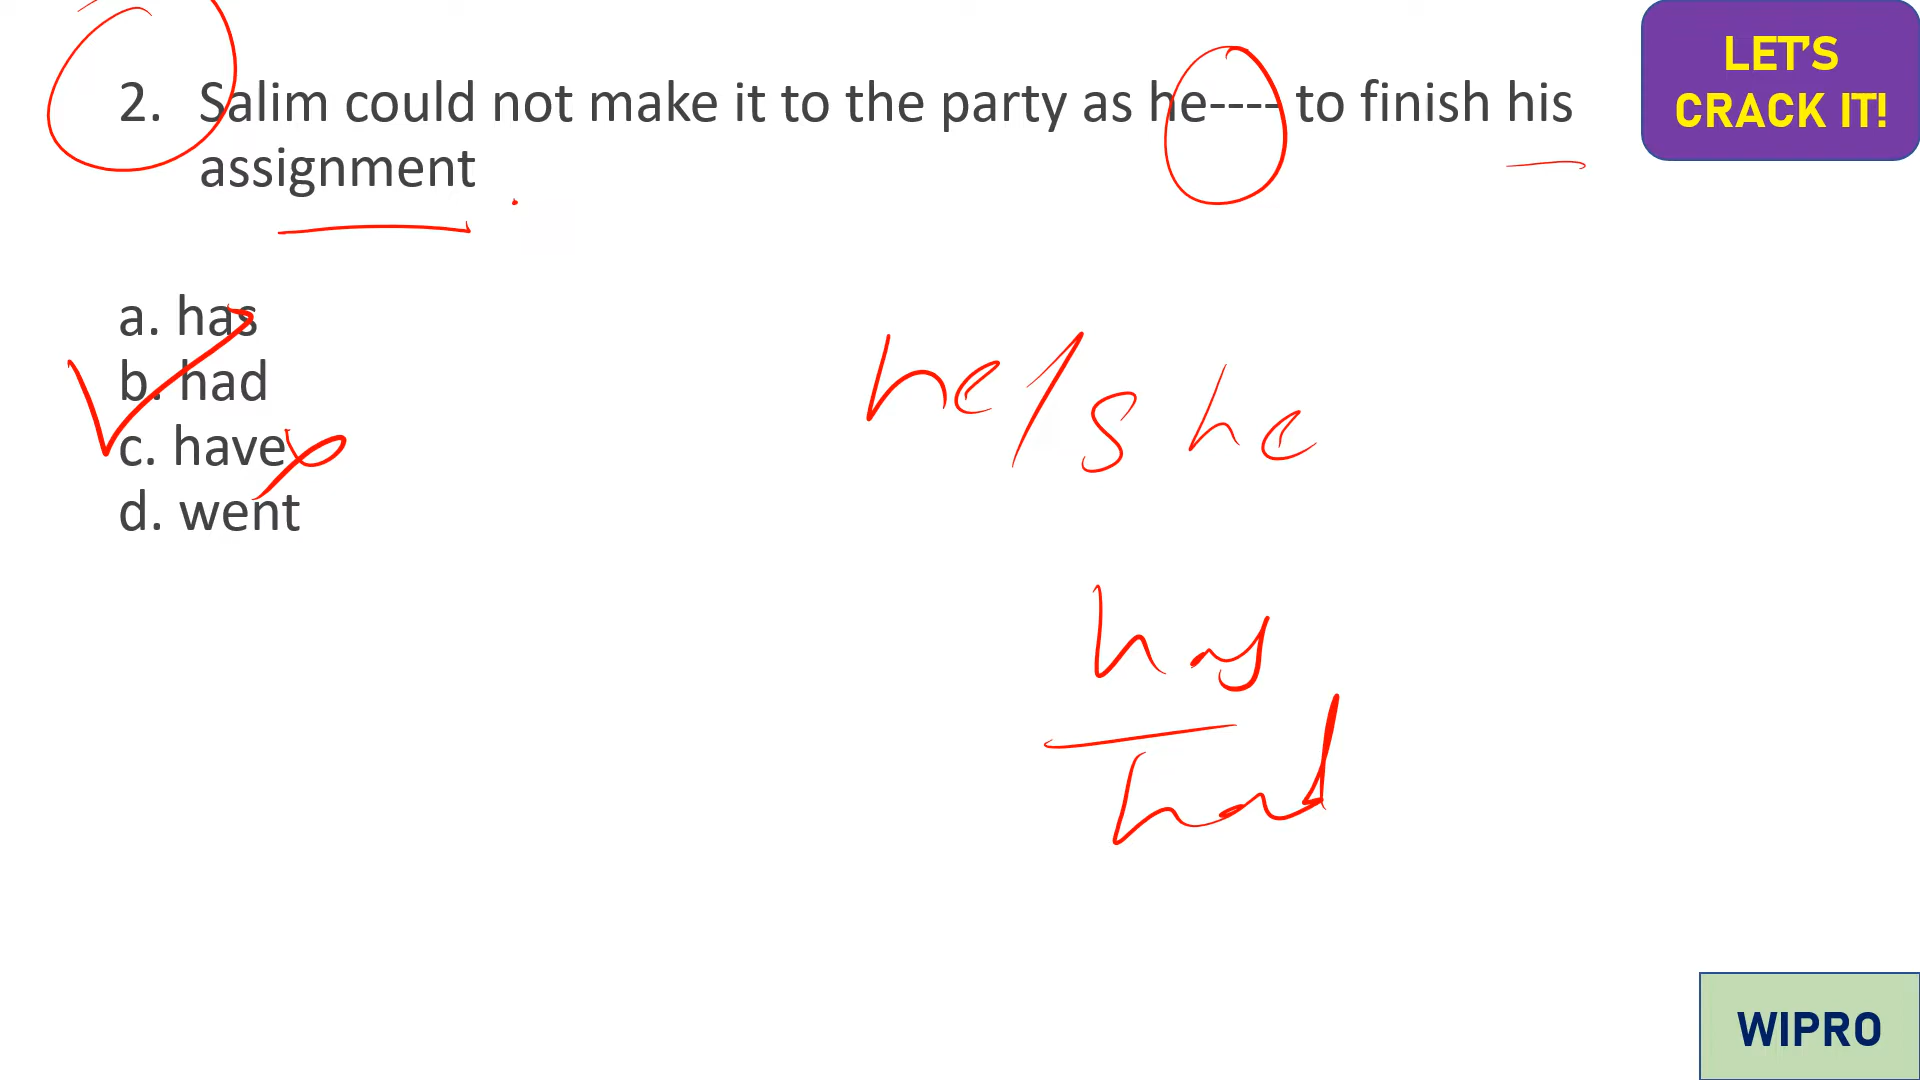 LET'S
CRACK IT!
2. Salim could not make it to the party as he---- to finish his
assignment
a. has
b. had
c. have
d. went
he/she
has
had
WIPRO